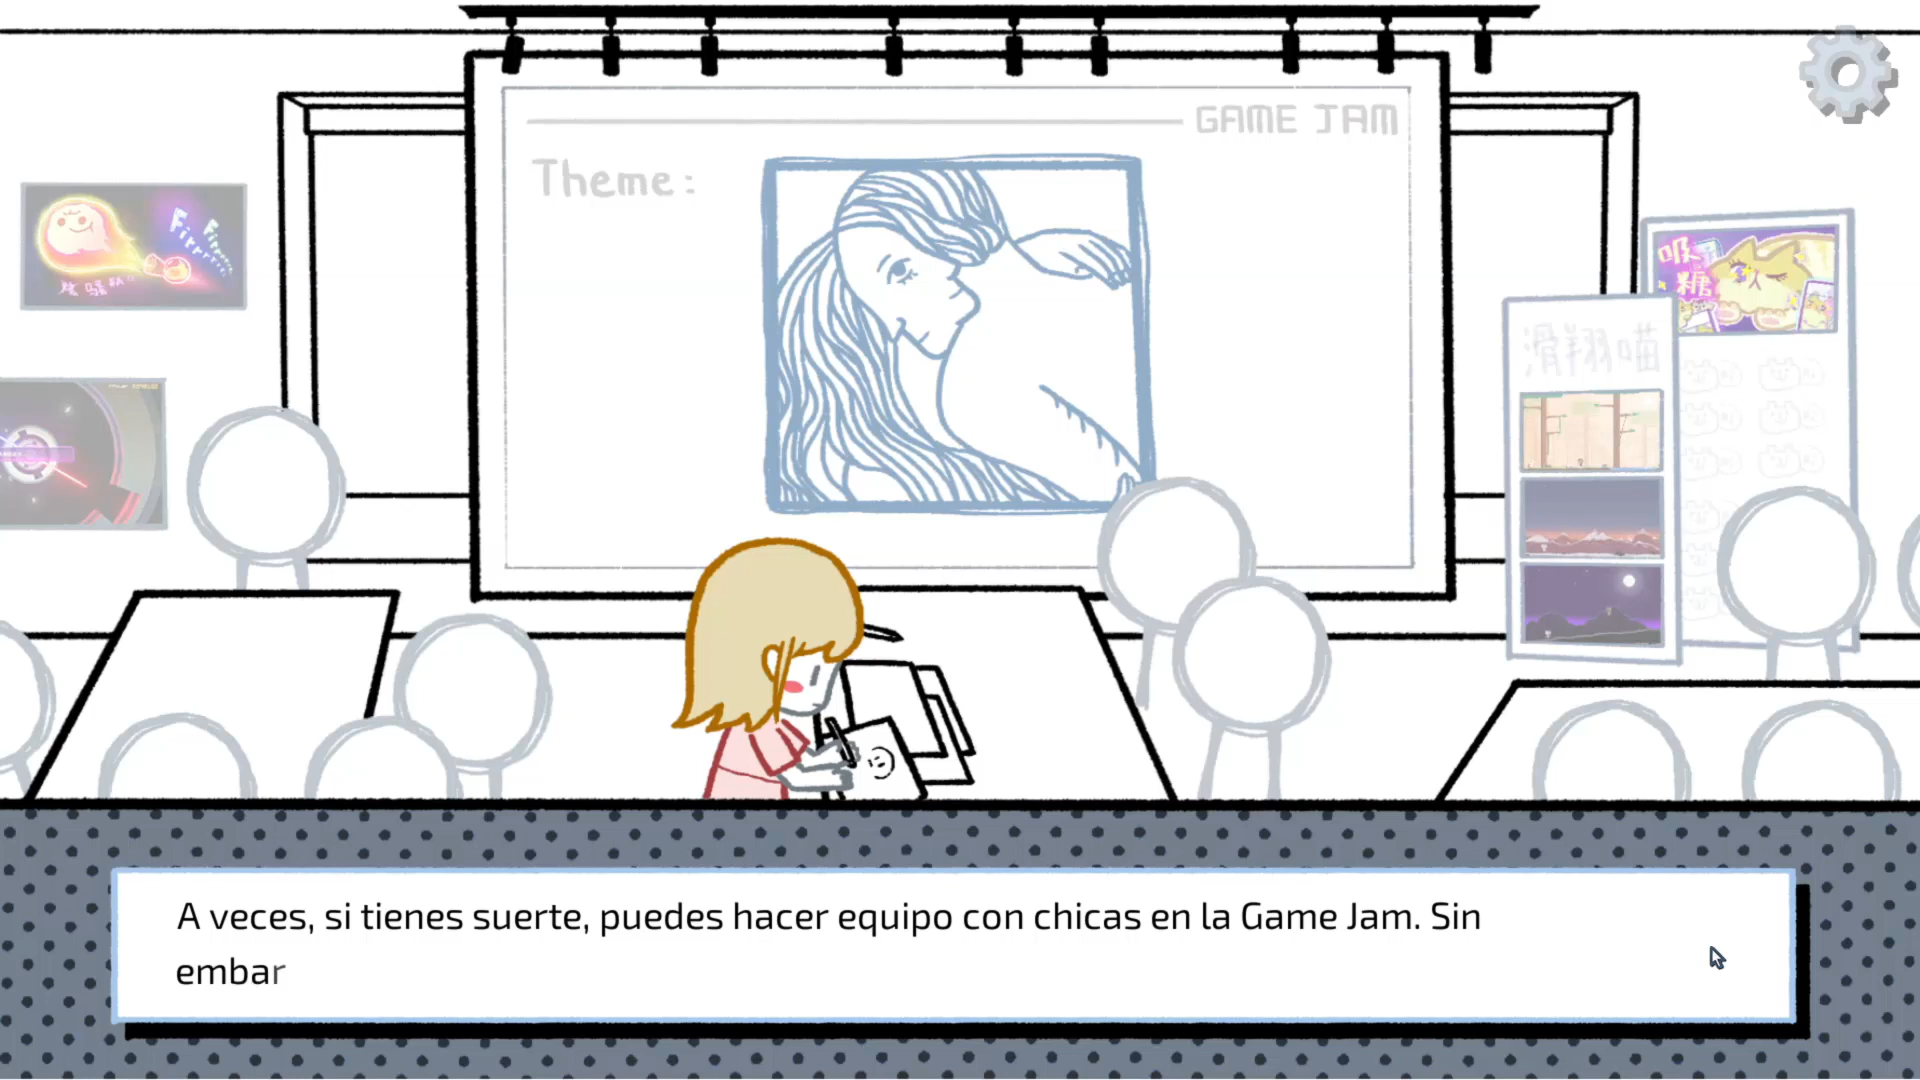 GAME JAM
Theme:
吸
糖
滑翔喵
A veces, si tienes suerte, puedes hacer equipo con chicas en la Game Jam. Sin
embar